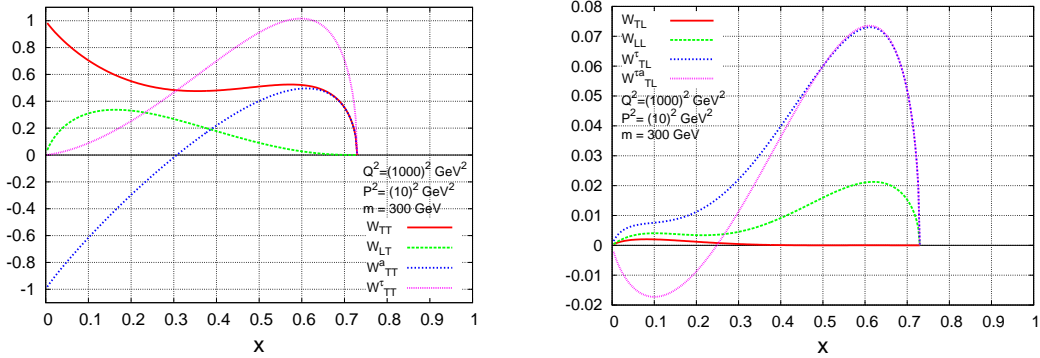 1
0.8
0.6
0.4
0.2
0
-0.2
-0.4
-0.6
-0.8
-1
Q²=(1000)² GeV²
P²= (10)² GeV²
m = 300 GeV
W_TT
W_LT
W^a_TT
W^τ_TT
0 0.1 0.2 0.3 0.4 0.5 0.6 0.7 0.8 0.9 1
x
0.08
0.07
0.06
0.05
0.04
0.03
0.02
0.01
0
-0.01
-0.02
W_TL
W_LL
W^τ_TL
W^τa_TL
Q²=(1000)² GeV²
P²= (10)² GeV²
m = 300 GeV
0 0.1 0.2 0.3 0.4 0.5 0.6 0.7 0.8 0.9 1
x